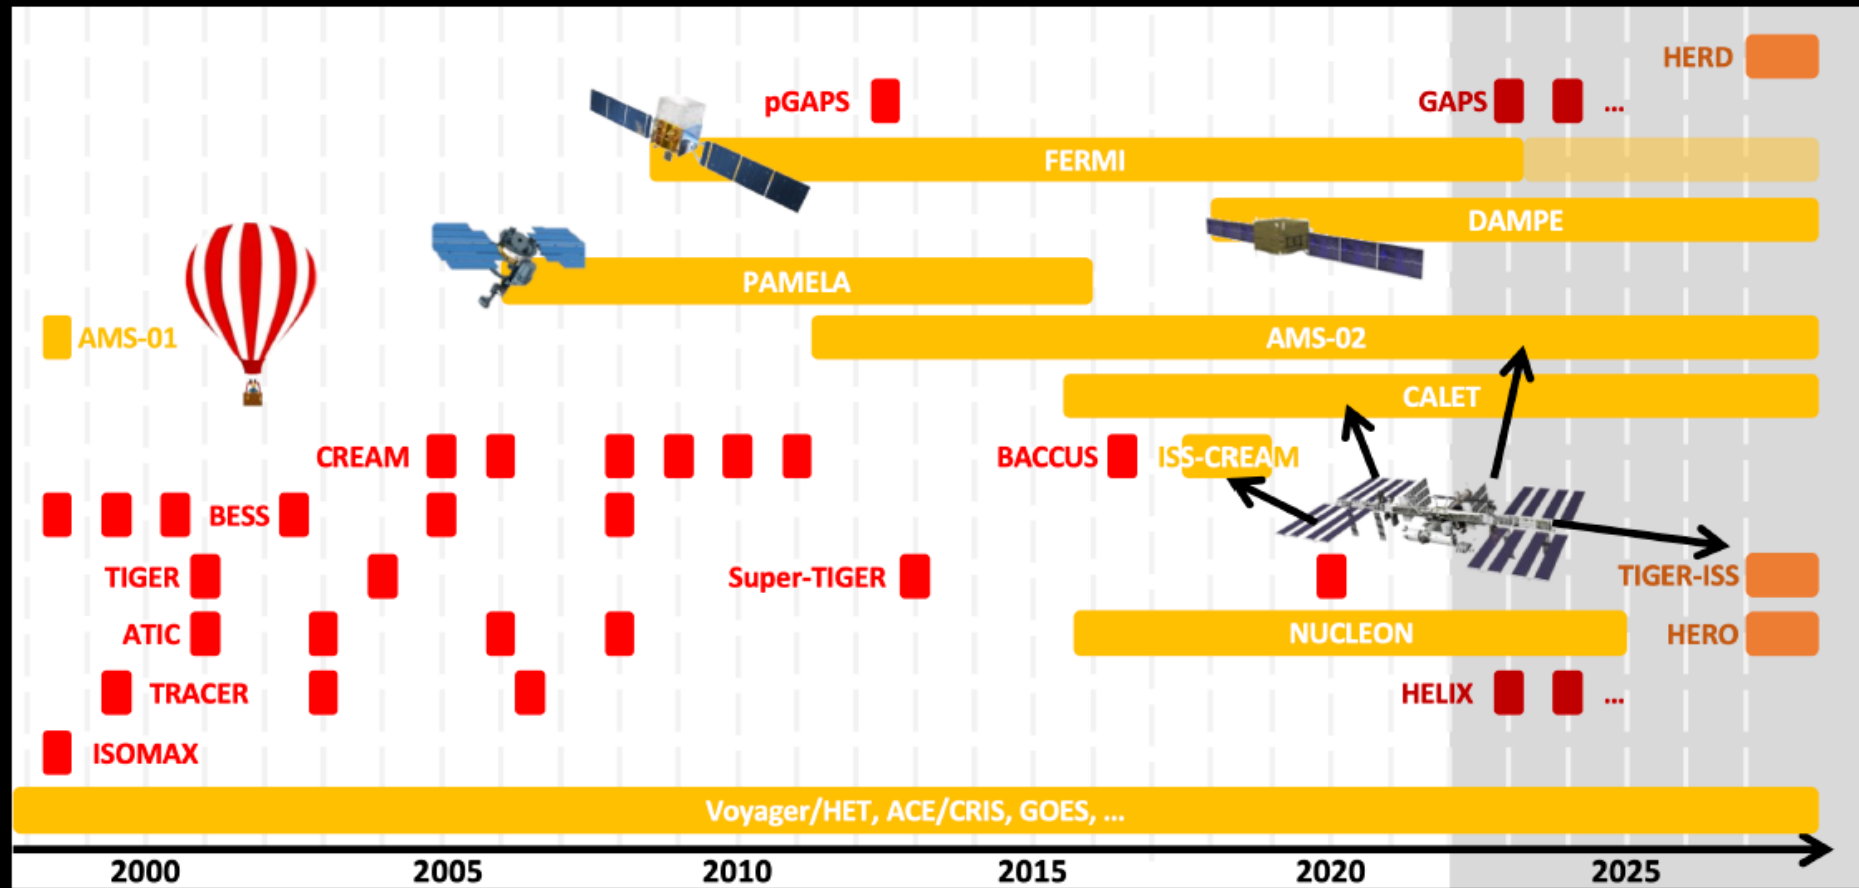 HERD
pGAPS
GAPS
...
FERMI
DAMPE
PAMELA
AMS-01
AMS-02
CALET
CREAM
BACCUS
ISS-CREAM
BESS
TIGER
Super-TIGER
TIGER-ISS
ATIC
NUCLEON
HERO
TRACER
HELIX
...
ISOMAX
Voyager/HET, ACE/CRIS, GOES, ...
2000 2005 2010 2015 2020 2025